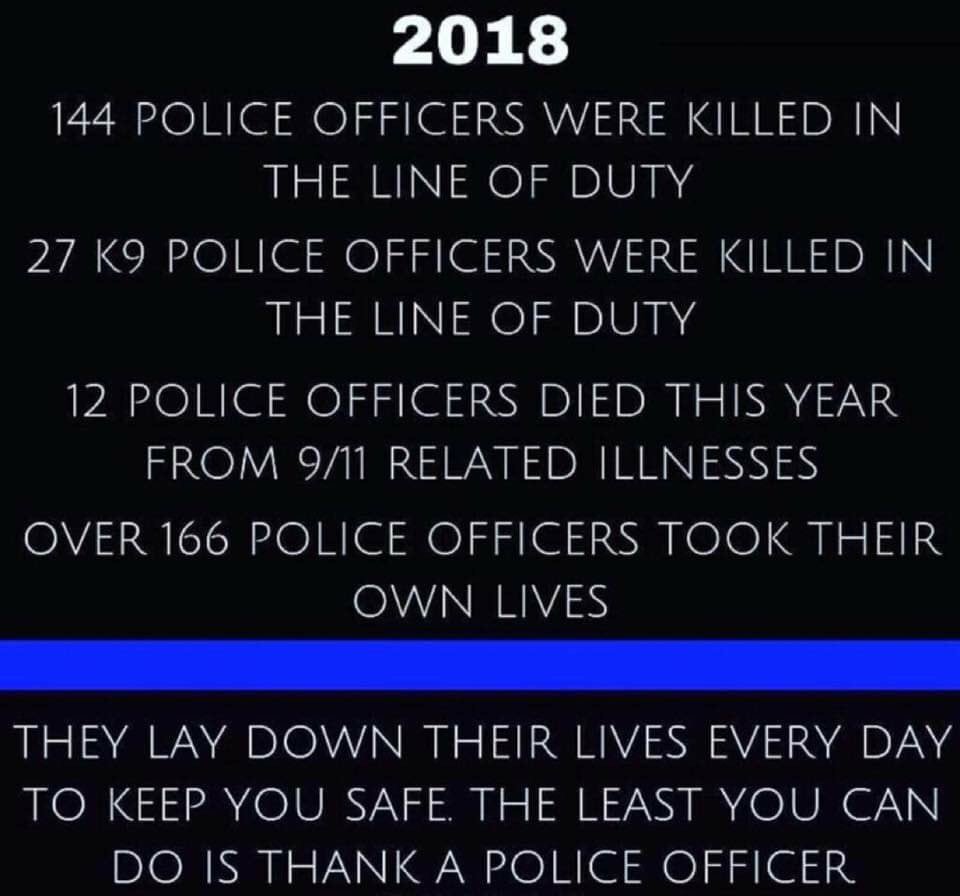 2018
144 POLICE OFFICERS WERE KILLED IN
THE LINE OF DUTY
27 K9 POLICE OFFICERS WERE KILLED IN
THE LINE OF DUTY
12 POLICE OFFICERS DIED THIS YEAR
FROM 9/11 RELATED ILLNESSES
OVER 166 POLICE OFFICERS TOOK THEIR
OWN LIVES
THEY LAY DOWN THEIR LIVES EVERY DAY
TO KEEP YOU SAFE. THE LEAST YOU CAN
DO IS THANK A POLICE OFFICER